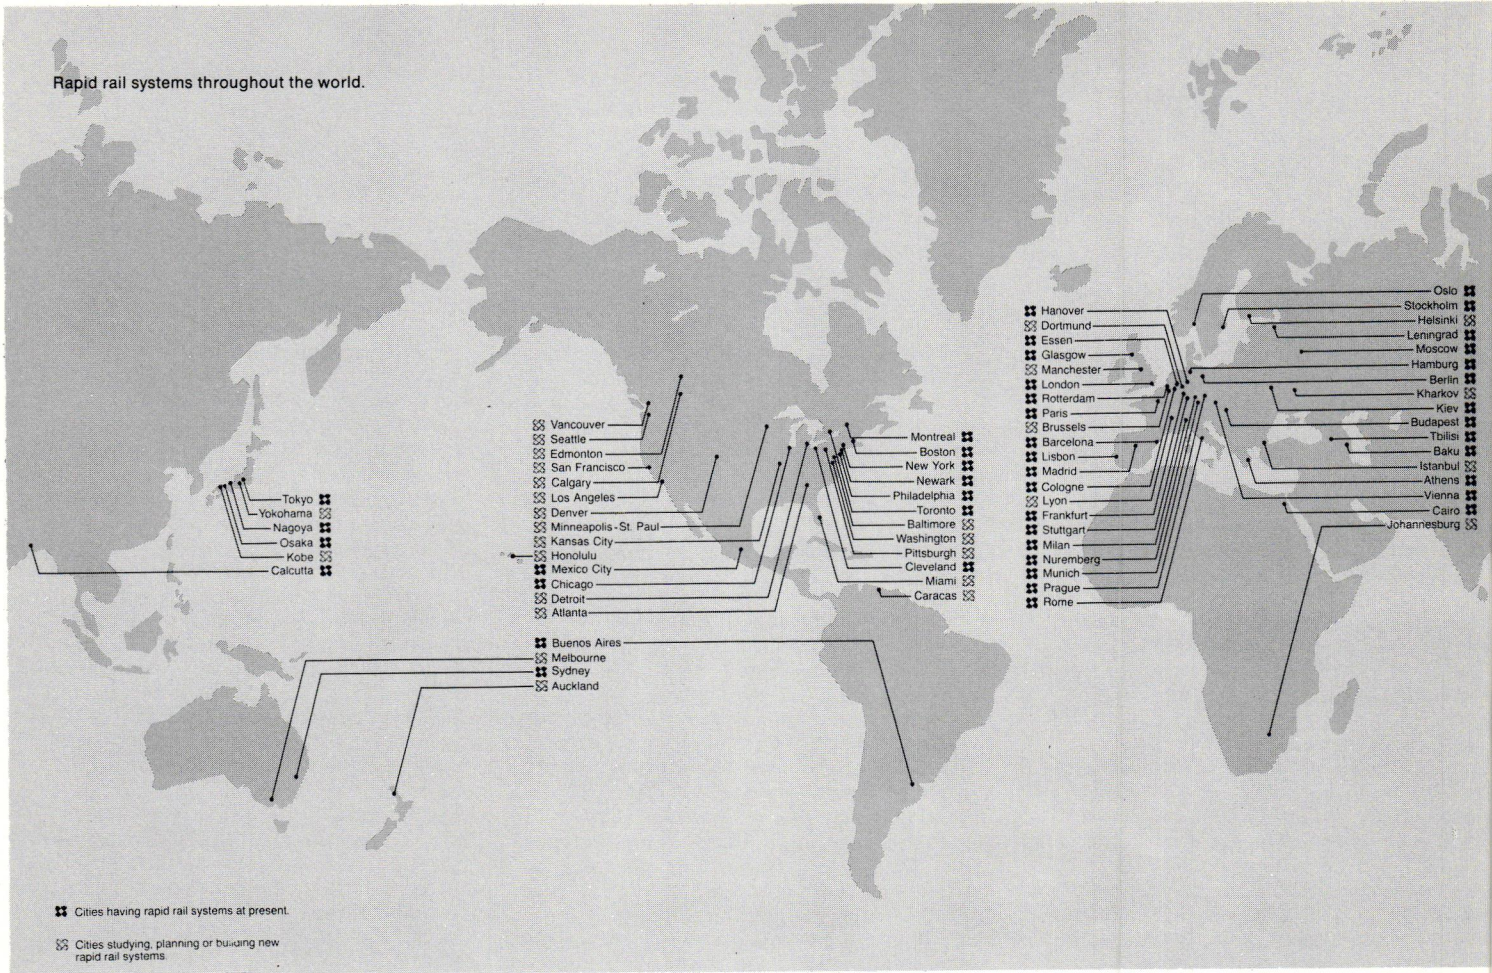 Rapid rail systems throughout the world.
Tokyo
Yokohama
Nagoya
Osaka
Kobe
Calcutta
Vancouver
Seattle
Edmonton
San Francisco
Calgary
Los Angeles
Denver
Minneapolis-St. Paul
Kansas City
Honolulu
Mexico City
Chicago
Detroit
Atlanta
Buenos Aires
Melbourne
Sydney
Auckland
Montreal
Boston
New York
Newark
Philadelphia
Toronto
Baltimore
Washington
Pittsburgh
Cleveland
Miami
Caracas
Hanover
Dortmund
Essen
Glasgow
Manchester
London
Rotterdam
Paris
Brussels
Barcelona
Lisbon
Madrid
Cologne
Lyon
Frankfurt
Stuttgart
Milan
Nuremberg
Munich
Prague
Rome
Oslo
Stockholm
Helsinki
Leningrad
Moscow
Hamburg
Berlin
Kharkov
Kiev
Budapest
Tbilisi
Baku
Istanbul
Athens
Vienna
Cairo
Johannesburg
Cities having rapid rail systems at present.
Cities studying, planning or building new
rapid rail systems.